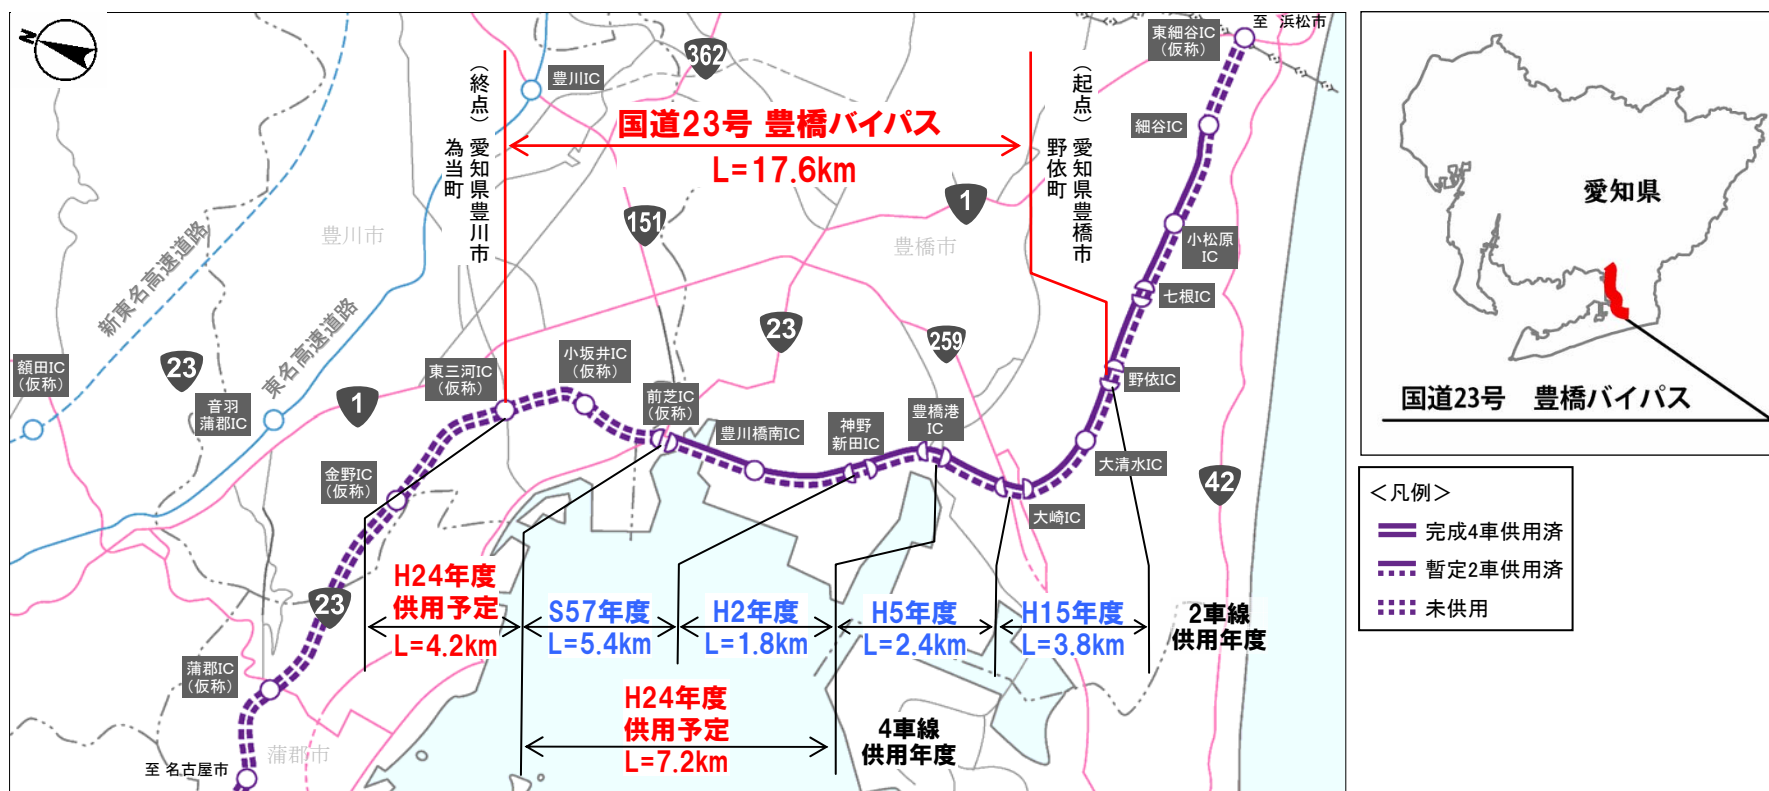 N
至 浜松市
東細谷IC
(仮称)
362
豊川IC
(終点) 愛知県豊川市
為当町
国道23号 豊橋バイパス
L=17.6km
(起点) 愛知県豊橋市
野依町
細谷IC
1
151
豊川市
豊橋市
小松原
IC
新東名高速道路
東名高速道路
七根IC
23
23
259
額田IC
(仮称)
音羽
蒲郡IC
1
東三河IC
(仮称)
小坂井IC
(仮称)
前芝IC
(仮称)
豊川橋南IC
神野
新田IC
豊橋港
IC
野依IC
金野IC
(仮称)
大清水IC
大崎IC
42
23
H24年度
供用予定
L=4.2km
S57年度
L=5.4km
H2年度
L=1.8km
H5年度
L=2.4km
H15年度
L=3.8km
2車線
供用年度
蒲郡IC
(仮称)
H24年度
供用予定
L=7.2km
4車線
供用年度
蒲郡市
至 名古屋市
愛知県
国道23号 豊橋バイパス
<凡例>
完成4車供用済
暫定2車供用済
未供用